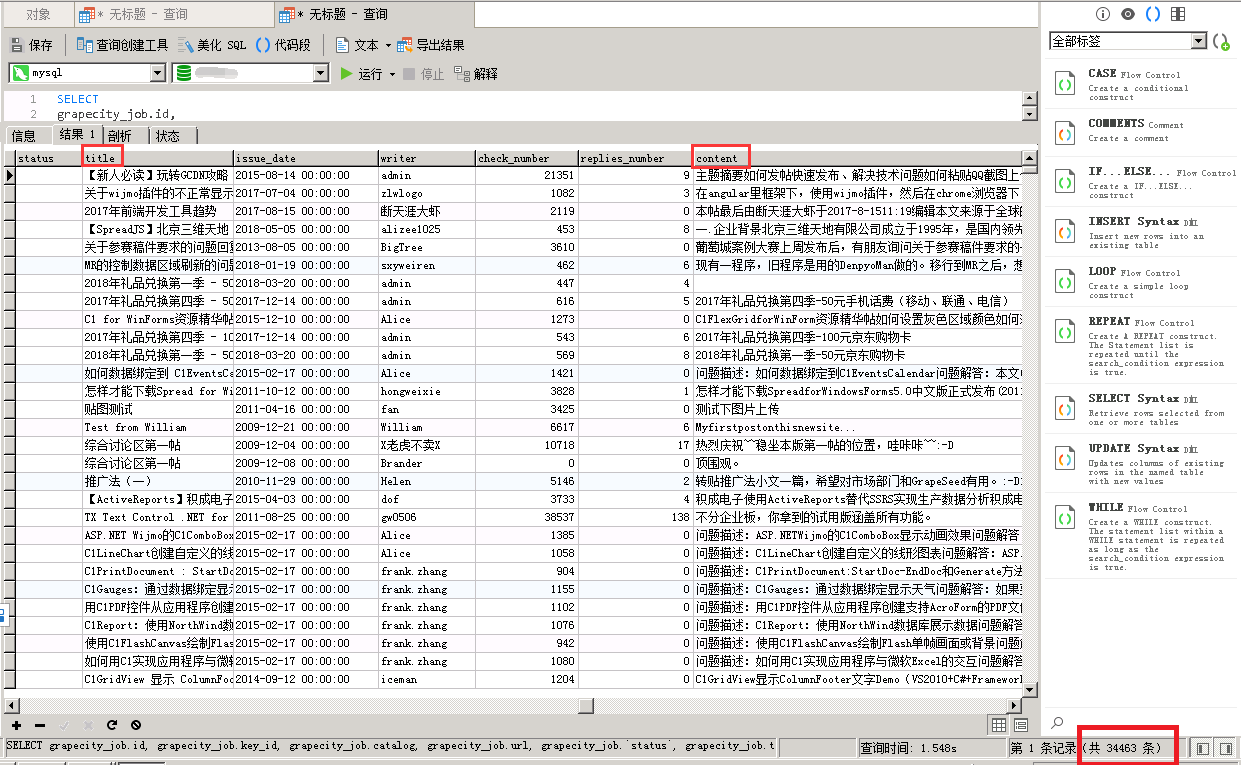 对象 * 无标题 - 查询 * 无标题 - 查询
保存 查询创建工具 美化 SQL () 代码段 文本 导出结果
mysql 运行 停止 解释
1 SELECT
2 grapecity_job.id,
信息 结果 1 剖析 状态
status title issue_date writer check_number replies_number content
【新人必读】玩转GCDN攻略 2015-08-14 00:00:00 admin 21351 9 主题摘要如何发帖快速发布、解决技术问题如何粘贴QQ截图上
关于wijmo插件的不正常显示 2017-07-04 00:00:00 zlwlogo 1082 3 在angular里框架下，使用wijmo插件，然后在chrome浏览器下
2017年前端开发工具趋势 2017-08-15 00:00:00 断天涯大虾 2119 0 本帖最后由断天涯大虾于2017-8-1511:19编辑本文来源于全球的
【SpreadJS】北京三维天地 2018-05-05 00:00:00 alizee1025 453 8 一.企业背景北京三维天地有限公司成立于1995年，是国内领先
关于参赛稿件要求的问题回复 2013-08-05 00:00:00 BigTree 3610 0 葡萄城案例大赛上周发布后，有朋友询问关于参赛稿件要求的
MR的控制数据区域刷新的问题 2018-01-19 00:00:00 sxyweiren 462 6 现有一程序，旧程序是用的DenpyoMan做的。移行到MR之后，想
2018年礼品兑换第一季 - 50 2018-03-20 00:00:00 admin 447 4
2017年礼品兑换第四季 - 50 2017-12-14 00:00:00 admin 616 5 2017年礼品兑换第四季-50元手机话费（移动、联通、电信）
C1 for WinForms资源精华帖 2015-12-10 00:00:00 Alice 1273 0 C1FlexGridforWinForm资源精华帖如何设置灰色区域颜色如何
2017年礼品兑换第四季 - 10 2017-12-14 00:00:00 admin 543 6 2017年礼品兑换第四季-100元京东购物卡
2018年礼品兑换第一季 - 50 2018-03-20 00:00:00 admin 569 8 2018年礼品兑换第一季-50元京东购物卡
如何数据绑定到 C1EventsCa 2015-02-17 00:00:00 Alice 1421 0 问题描述：如何数据绑定到C1EventsCalendar问题解答：本文
怎样才能下载Spread for Wi 2011-10-12 00:00:00 hongweixie 3828 1 怎样才能下载SpreadforWindowsForms5.0中文版正式发布(201
贴图测试 2011-04-16 00:00:00 fan 3425 0 测试下图片上传
Test from William 2009-12-21 00:00:00 William 6617 6 Myfirstpostonthisnewsite...
综合讨论区第一帖 2009-12-04 00:00:00 X老虎不卖X 10718 17 热烈庆祝~~稳坐本版第一帖的位置，哇咔咔~~:-D
综合讨论区第一帖 2009-12-08 00:00:00 Brander 0 0 顶围观。
推广法（一） 2010-11-29 00:00:00 Helen 5146 2 转贴推广法小文一篇，希望对市场部门和GrapeSeed有用。:-D
【ActiveReports】积成电子 2015-04-03 00:00:00 dof 3733 4 积成电子使用ActiveReports替代SSRS实现生产数据分析积成电
TX Text Control .NET for 2011-08-25 00:00:00 gw0506 38537 138 不分企业板，你拿到的试用版涵盖所有功能。
ASP.NET Wijmo的C1ComboBox 2015-02-17 00:00:00 Alice 1385 0 问题描述：ASP.NETWijmo的C1ComboBox显示动画效果问题解答
C1LineChart创建自定义的线 2015-02-17 00:00:00 Alice 1058 0 问题描述：C1LineChart创建自定义的线形图表问题解答：ASP.
C1PrintDocument : StartDoc 2015-02-17 00:00:00 frank.zhang 904 0 问题描述：C1PrintDocument:StartDoc-EndDoc和Generate方法
C1Gauges：通过数据绑定显示 2015-02-17 00:00:00 frank.zhang 1155 0 问题描述：C1Gauges：通过数据绑定显示天气问题解答：如果
用C1PDF控件从应用程序创建 2015-02-17 00:00:00 frank.zhang 1102 0 问题描述：用C1PDF控件从应用程序创建支持AcroForm的PDF文
C1Report：使用NorthWind数 2015-02-17 00:00:00 frank.zhang 1076 0 问题描述：C1Report：使用NorthWind数据库展示数据问题解答
使用C1FlashCanvas绘制Flas 2015-02-17 00:00:00 frank.zhang 942 0 问题描述：使用C1FlashCanvas绘制Flash单帧画面或背景问题
如何用C1实现应用程序与微软 2015-02-17 00:00:00 frank.zhang 1080 0 问题描述：如何用C1实现应用程序与微软Excel的交互问题解答
C1GridView 显示 ColumnFoo 2014-09-12 00:00:00 iceman 1204 0 C1GridView显示ColumnFooter文字Demo（VS2010+C#+Framework
SELECT grapecity_job.id, grapecity_job.key_id, grapecity_job.catalog, grapecity_job.url, grapecity_job.`status`, grapecity_job.t
查询时间: 1.548s 第 1 条记录 (共 34463 条)
全部标签
CASE Flow Control
Create a conditional
construct
COMMENTS Comment
Create a comment
IF...ELSE... Flow Control
Create a IF...ELSE...
construct
INSERT Syntax DML
Insert new rows into an
existing table
LOOP Flow Control
Create a simple loop
construct
REPEAT Flow Control
Create A REPEAT construct.
The Statement list is
repeated until the
search_condition expression
is true.
SELECT Syntax DML
Retrieve rows selected from
one or more tables
UPDATE Syntax DML
Updates columns of existing
rows in the named table
with new values
WHILE Flow Control
Create a WHILE construct.
The statement list within a
WHILE statement is repeated
as long as the
search_condition expression
is true.